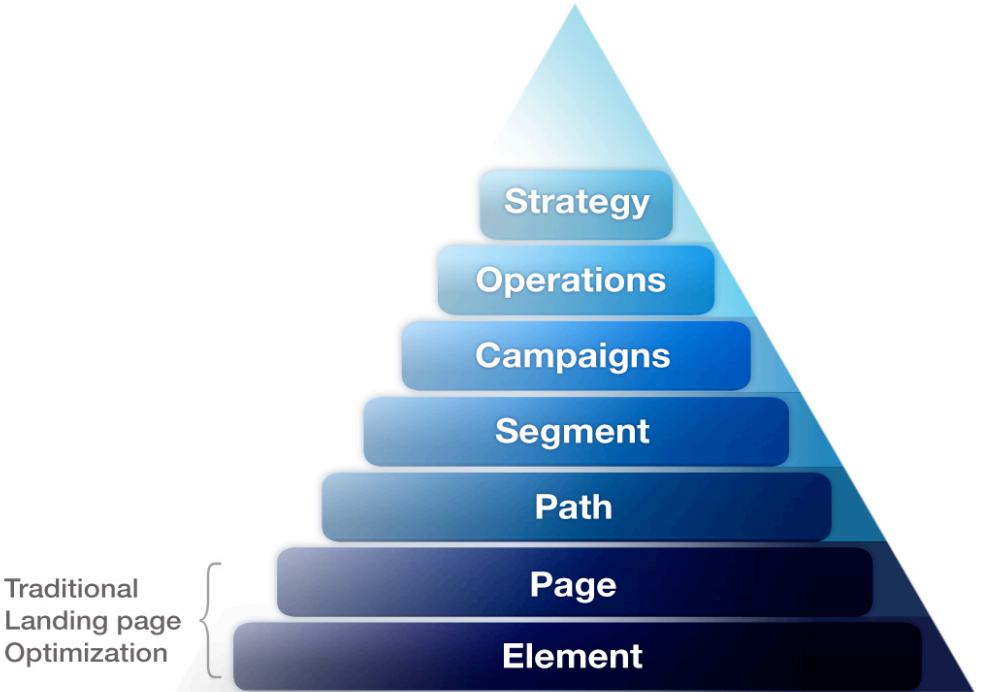 Strategy
Operations
Campaigns
Segment
Path
Page
Element
Traditional
Landing page
Optimization